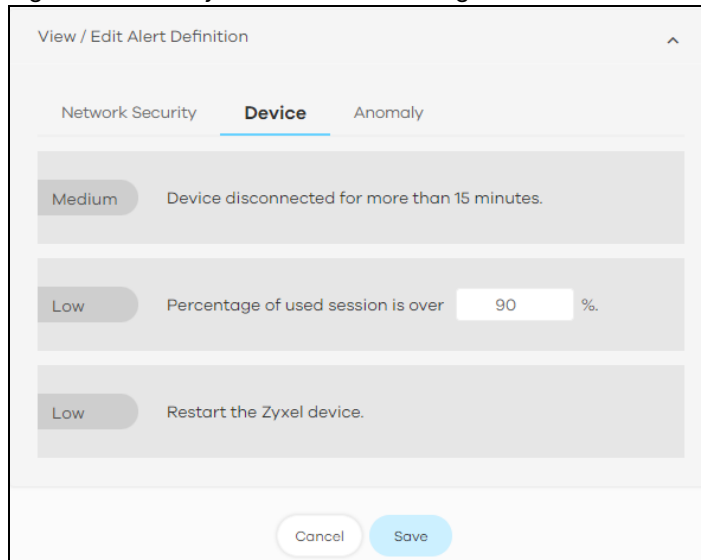 View / Edit Alert Definition
Network Security Device Anomaly
Medium Device disconnected for more than 15 minutes.
Low Percentage of used session is over 90 %.
Low Restart the Zyxel device.
Cancel Save